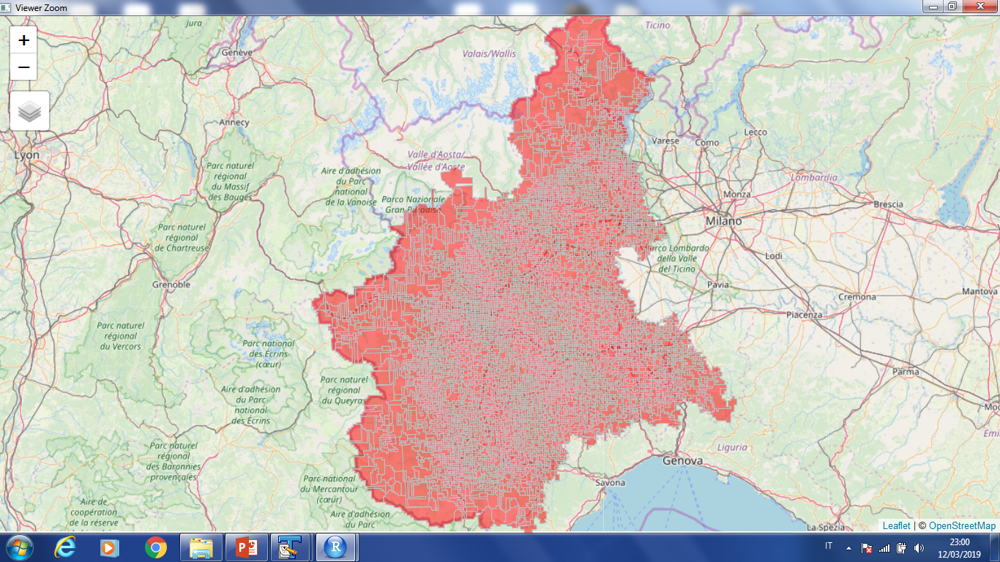 Viewer Zoom
+
−
Jura
Genève
Valais/Wallis
Ticino
Annecy
Varese
Como
Lecco
Lyon
Parc naturel
régional
du Massif
des Bauges
Aire d'adhésion
du Parc
national
de la Vanoise
Valle d'Aosta/
Vallée d'Aoste
Parco Nazionale
Gran Paradiso
Lombardia
Monza
Milano
Brescia
Parc naturel
régional
de Chartreuse
Grenoble
Parco Lombardo
della Valle
del Ticino
Lodi
Pavia
Cremona
Mantova
Piacenza
Parc naturel
régional
du Vercors
Parc national
des Écrins
(cœur)
Aire d'adhésion
du Parc
national
des Écrins
Parc naturel
régional
du Queyras
Parma
Mo
Emi
Parc naturel
régional
des Baronnies
provençales
Liguria
Genova
Savona
Parc national
du Mercantour
(cœur)
Aire d'adhésion
du Parc
Aire de
coopération
de la réserve
La Spezia
Leaflet | © OpenStreetMap
IT
23:00
12/03/2019